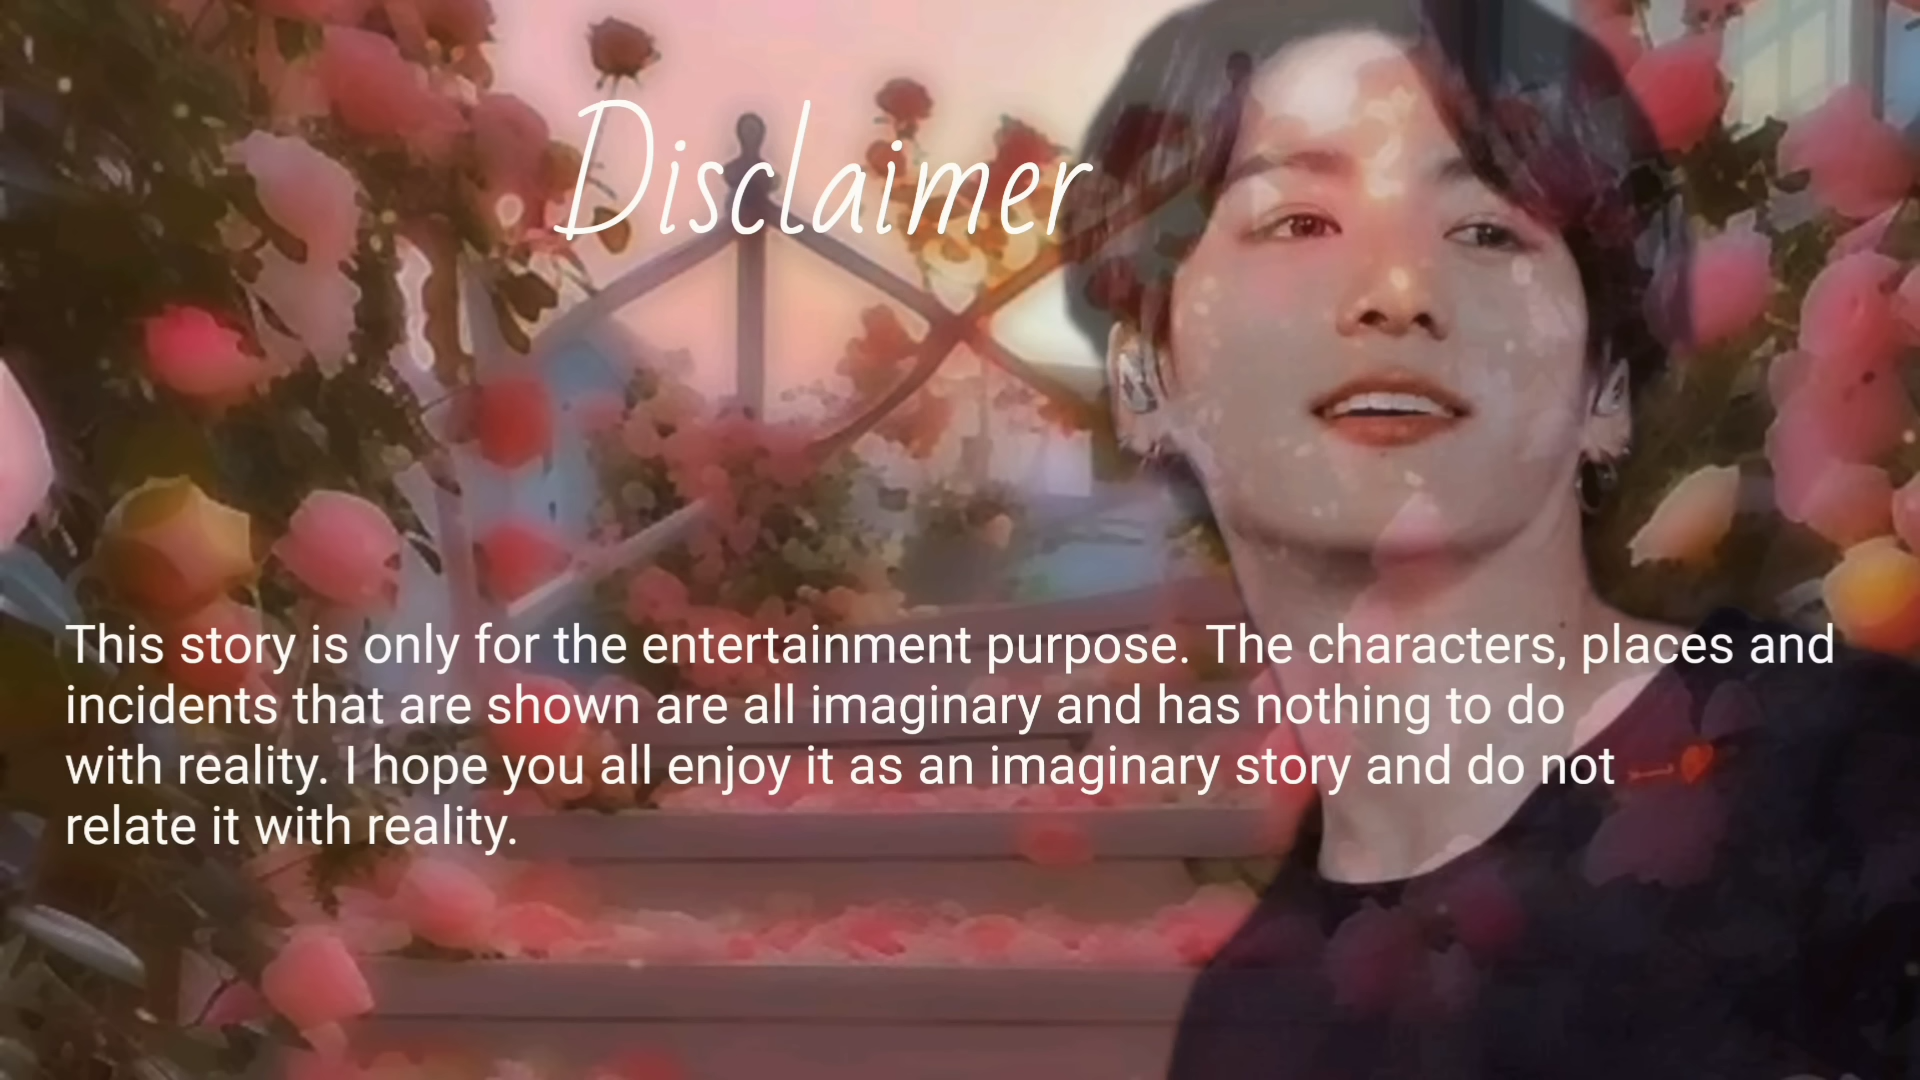 Disclaimer
This story is only for the entertainment purpose. The characters, places and
incidents that are shown are all imaginary and has nothing to do
with reality. I hope you all enjoy it as an imaginary story and do not
relate it with reality.